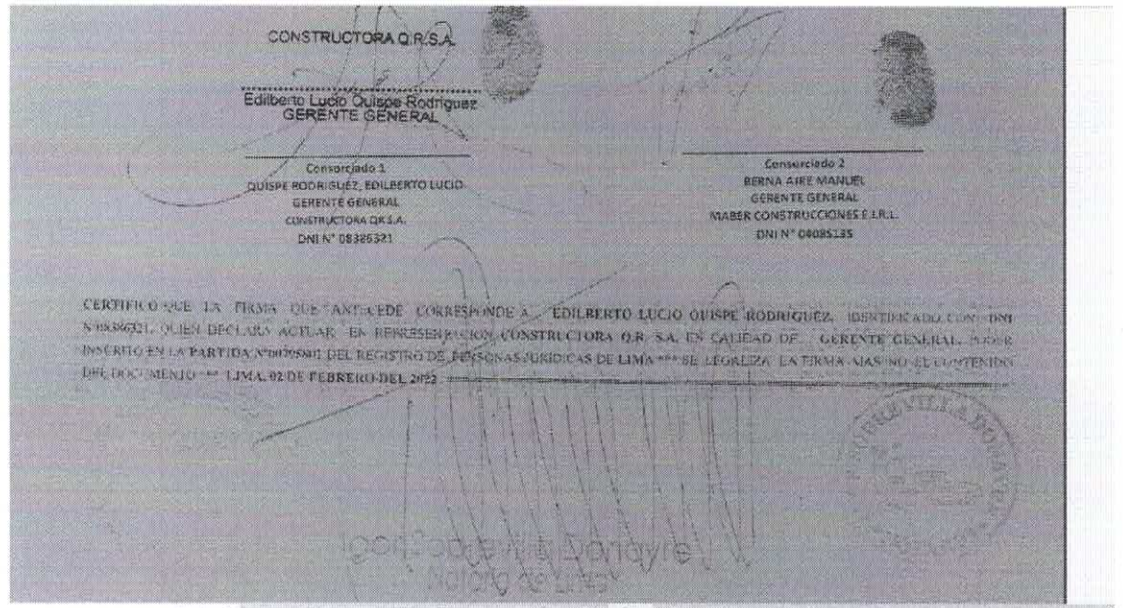 CONSTRUCTORA Q.R.S.A.
Edilberto Lucio Quispe Rodriguez
GERENTE GENERAL
Consorciado 1
QUISPE RODRIGUEZ, EDILBERTO LUCIO
GERENTE GENERAL
CONSTRUCTORA QR S.A.
DNI N° 08386321
Consorciado 2
BERNA AIRE MANUEL
GERENTE GENERAL
MABER CONSTRUCCIONES E.I.R.L.
DNI N° 04085135
CERTIFICO QUE LA FIRMA QUE ANTECEDE CORRESPONDE A EDILBERTO LUCIO QUISPE RODRIGUEZ, IDENTIFICADO CON DNI
N°08386321, QUIEN DECLARA ACTUAR EN REPRESENTACION CONSTRUCTORA Q.R. S.A. EN CALIDAD DE GERENTE GENERAL, PODER
INSCRITO EN LA PARTIDA DEL REGISTRO DE PERSONAS JURIDICAS DE LIMA *** SE LEGALIZA LA FIRMA MAS NO EL CONTENIDO
DEL DOCUMENTO *** LIMA, 02 DE FEBRERO DEL 2022